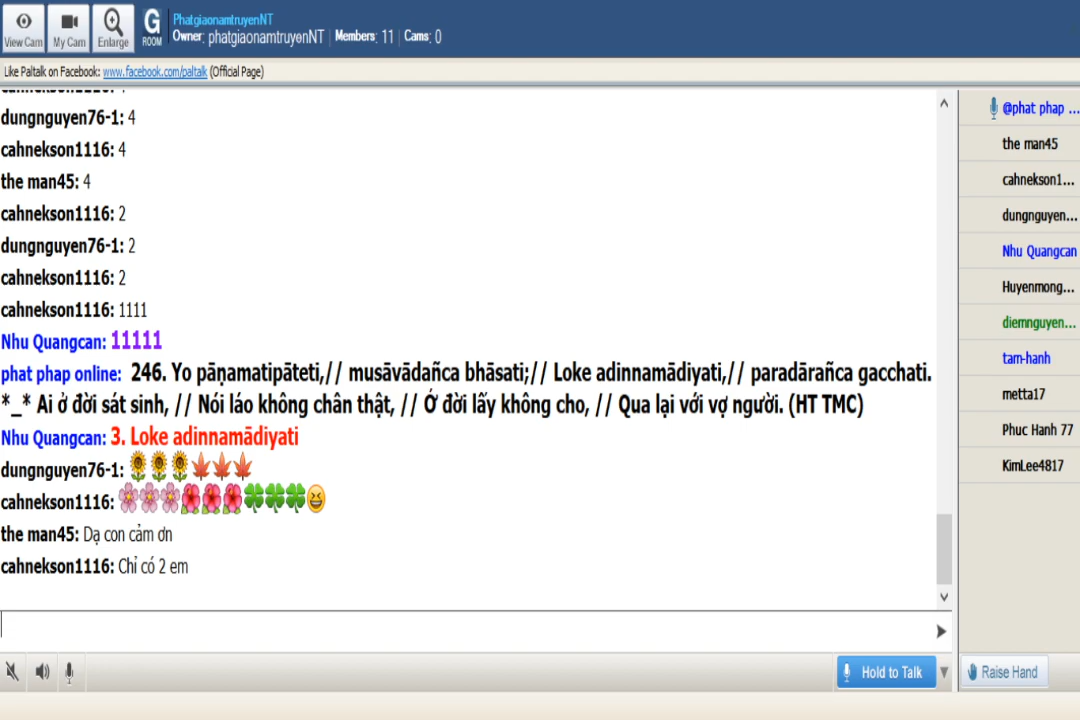 PhatgiaonamtruyenNT
Owner: phatgiaonamtruyenNT | Members: 11 | Cams: 0
View Cam
My Cam
Enlarge
G ROOM
Like Paltalk on Facebook: www.facebook.com/paltalk (Official Page)
dungnguyen76-1: 4
cahnekson1116: 4
the man45: 4
cahnekson1116: 2
dungnguyen76-1: 2
cahnekson1116: 2
cahnekson1116: 1111
Nhu Quangcan: 11111
phat phap online: 246. Yo pāṇamatipāteti,// musāvādañca bhāsati;// Loke adinnamādiyati,// paradārañca gacchati.
*_* Ai ở đời sát sinh, // Nói láo không chân thật, // Ở đời lấy không cho, // Qua lại với vợ người. (HT TMC)
Nhu Quangcan: 3. Loke adinnamādiyati
dungnguyen76-1:
cahnekson1116:
the man45: Dạ con cảm ơn
cahnekson1116: Chỉ có 2 em
Hold to Talk
@phat phap ...
the man45
cahnekson1...
dungnguyen...
Nhu Quangcan
Huyenmong...
diemnguyen...
tam-hanh
metta17
Phuc Hanh 77
KimLee4817
Raise Hand